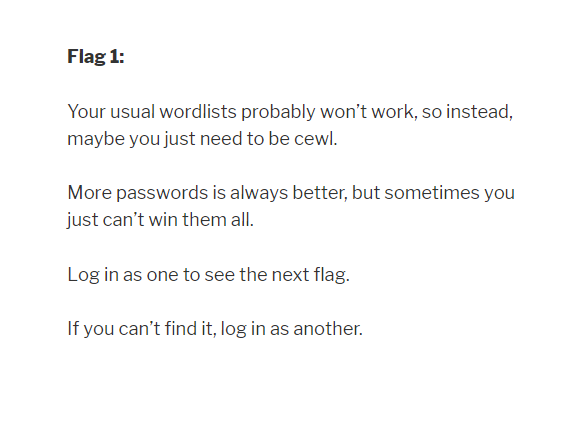 Flag 1:
Your usual wordlists probably won’t work, so instead,
maybe you just need to be cewl.
More passwords is always better, but sometimes you
just can’t win them all.
Log in as one to see the next flag.
If you can’t find it, log in as another.